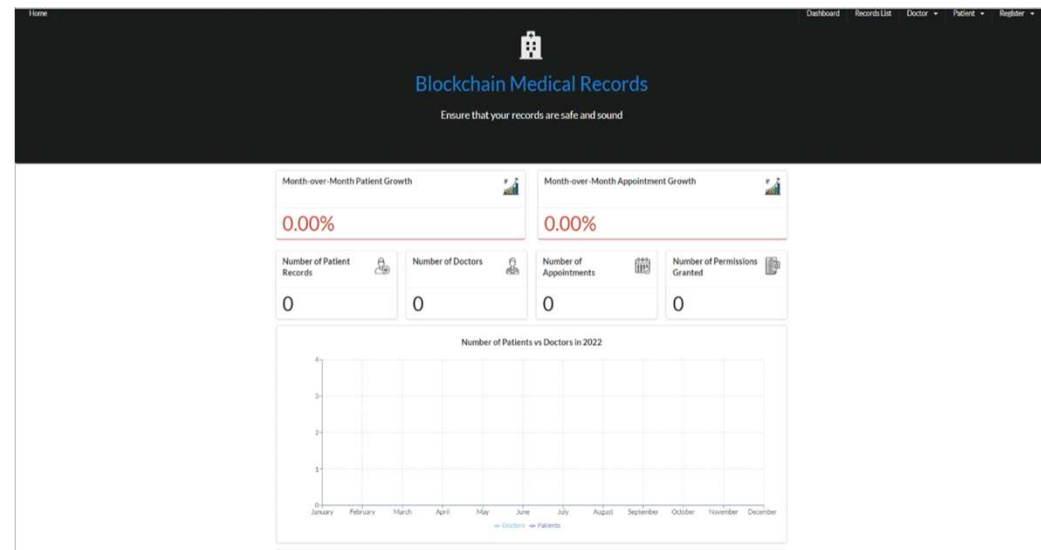 Home
Dashboard Records List Doctor Patient Register
Blockchain Medical Records
Ensure that your records are safe and sound
Month-over-Month Patient Growth
0.00%
Month-over-Month Appointment Growth
0.00%
Number of Patient
Records
0
Number of Doctors
0
Number of
Appointments
0
Number of Permissions
Granted
0
Number of Patients vs Doctors in 2022
4
3
2
1
0
January February March April May June July August September October November December
Doctors Patients